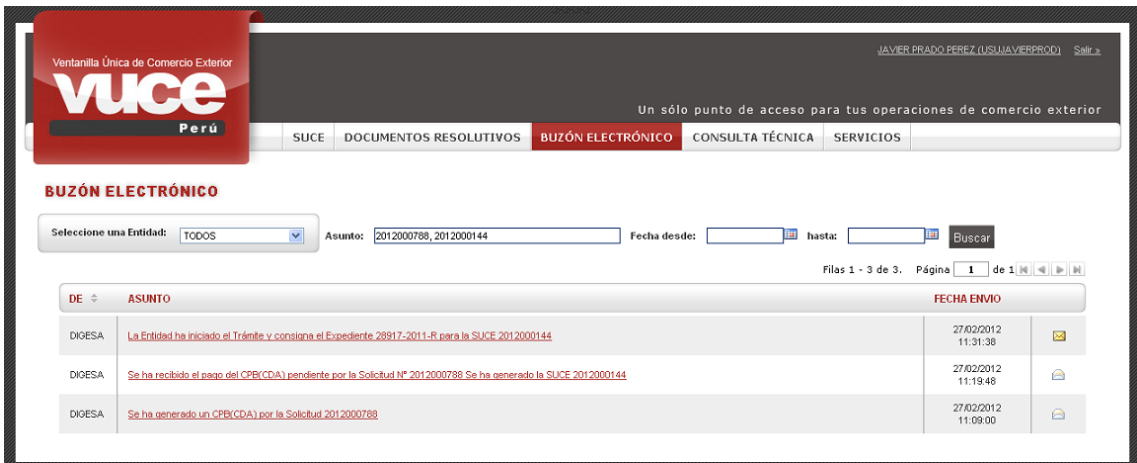 JAVIER PRADO PEREZ (USUJAVIERPROD) Salir »
Ventanilla Única de Comercio Exterior
vuce
Perú
Un sólo punto de acceso para tus operaciones de comercio exterior
SUCE DOCUMENTOS RESOLUTIVOS BUZÓN ELECTRÓNICO CONSULTA TÉCNICA SERVICIOS
BUZÓN ELECTRÓNICO
Seleccione una Entidad: TODOS Asunto: 2012000788, 2012000144 Fecha desde: hasta: Buscar
Filas 1 - 3 de 3. Página 1 de 1
DE ASUNTO FECHA ENVIO
DIGESA La Entidad ha iniciado el Trámite y consigna el Expediente 28917-2011-R para la SUCE 2012000144 27/02/2012
11:31:38
DIGESA Se ha recibido el pago del CPB(CDA) pendiente por la Solicitud Nº 2012000788 Se ha generado la SUCE 2012000144 27/02/2012
11:19:48
DIGESA Se ha generado un CPB(CDA) por la Solicitud 2012000788 27/02/2012
11:09:00